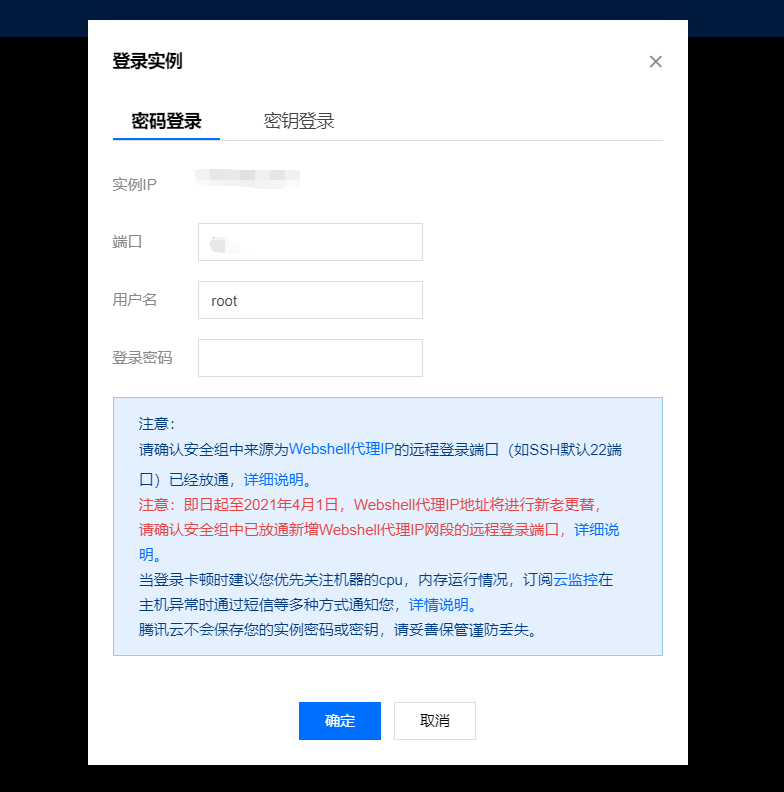 登录实例
密码登录 密钥登录
实例IP
端口
用户名 root
登录密码
注意：
请确认安全组中来源为Webshell代理IP的远程登录端口（如SSH默认22端
口）已经放通，详细说明。
注意：即日起至2021年4月1日，Webshell代理IP地址将进行新老更替，
请确认安全组中已放通新增Webshell代理IP网段的远程登录端口，详细说
明。
当登录卡顿时建议您优先关注机器的cpu，内存运行情况，订阅云监控在
主机异常时通过短信等多种方式通知您，详情说明。
腾讯云不会保存您的实例密码或密钥，请妥善保管谨防丢失。
确定 取消